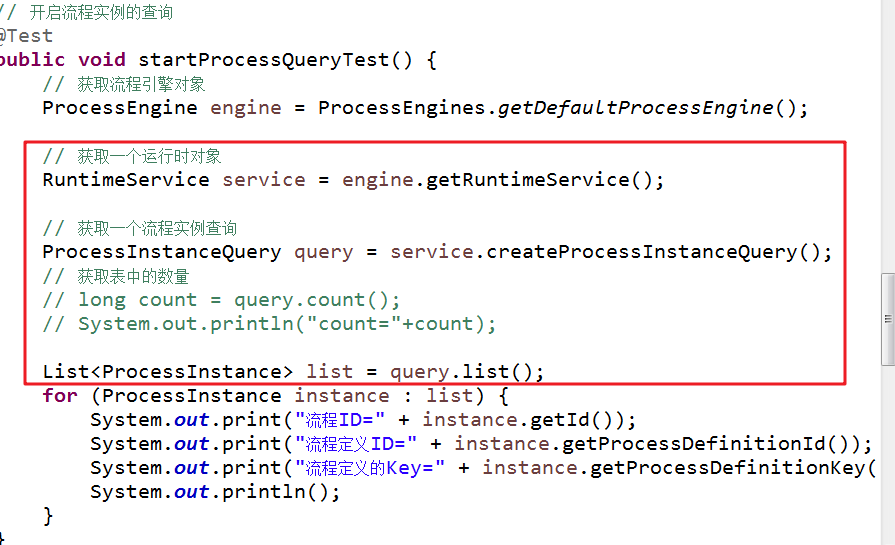 // 开启流程实例的查询
@Test
public void startProcessQueryTest() {
// 获取流程引擎对象
ProcessEngine engine = ProcessEngines.getDefaultProcessEngine();
// 获取一个运行时对象
RuntimeService service = engine.getRuntimeService();
// 获取一个流程实例查询
ProcessInstanceQuery query = service.createProcessInstanceQuery();
// 获取表中的数量
// long count = query.count();
// System.out.println("count="+count);
List<ProcessInstance> list = query.list();
for (ProcessInstance instance : list) {
System.out.print("流程ID=" + instance.getId());
System.out.print("流程定义ID=" + instance.getProcessDefinitionId());
System.out.print("流程定义的Key=" + instance.getProcessDefinitionKey(
System.out.println();
}
}